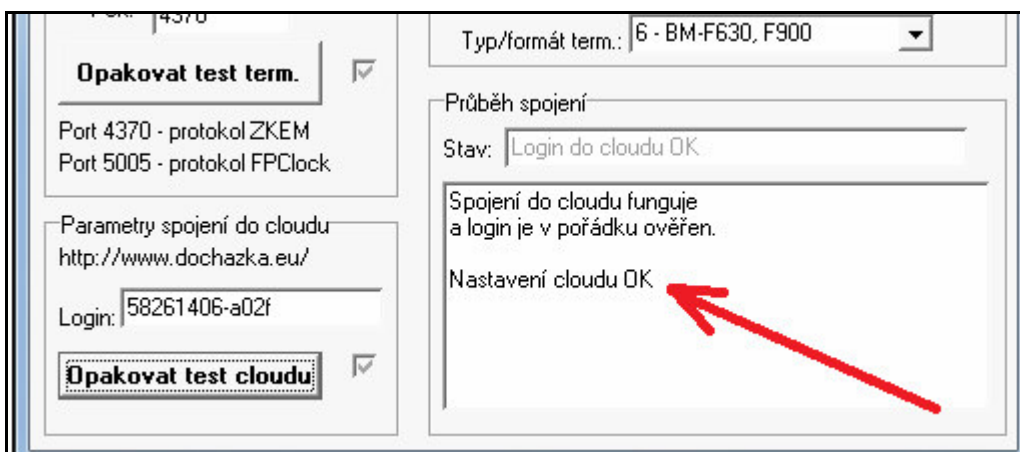 4370
Opakovat test term.
Port 4370 - protokol ZKEM
Port 5005 - protokol FPClock
Parametry spojení do cloudu
http://www.dochazka.eu/
Login: 58261406-a02f
Opakovat test cloudu
Typ/formát term.: 6 - BM-F630, F900
Průběh spojení
Stav: Login do cloudu OK
Spojení do cloudu funguje
a login je v pořádku ověřen.
Nastavení cloudu OK